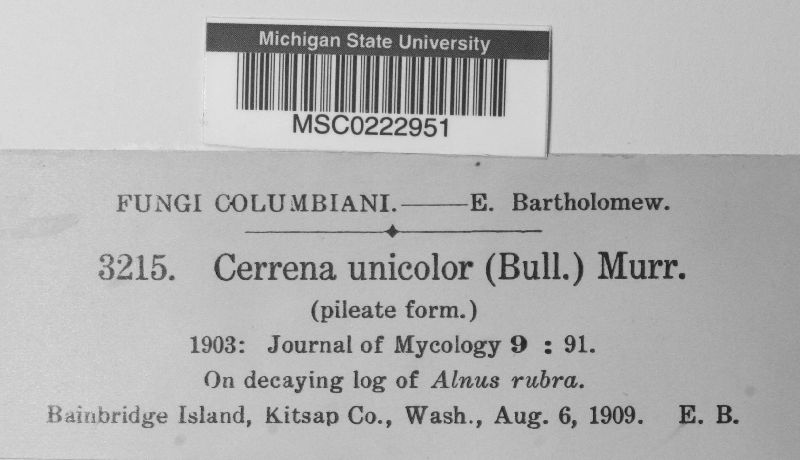 Michigan State University
MSC0222951
FUNGI COLUMBIANI.——E. Bartholomew.
3215. Cerrena unicolor (Bull.) Murr.
(pileate form.)
1903: Journal of Mycology 9 : 91.
On decaying log of Alnus rubra.
Bainbridge Island, Kitsap Co., Wash., Aug. 6, 1909. E. B.